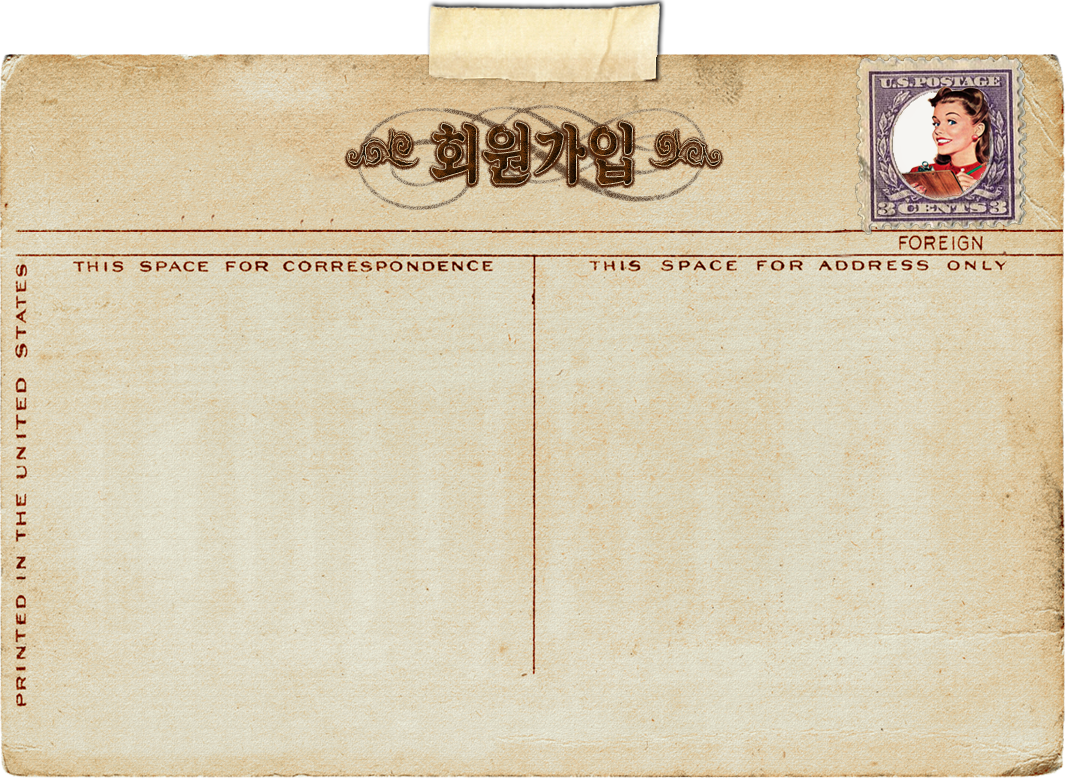 회원가입
U.S.POSTAGE
3 CENTS 3
FOREIGN
THIS SPACE FOR CORRESPONDENCE
THIS SPACE FOR ADDRESS ONLY
PRINTED IN THE UNITED STATES